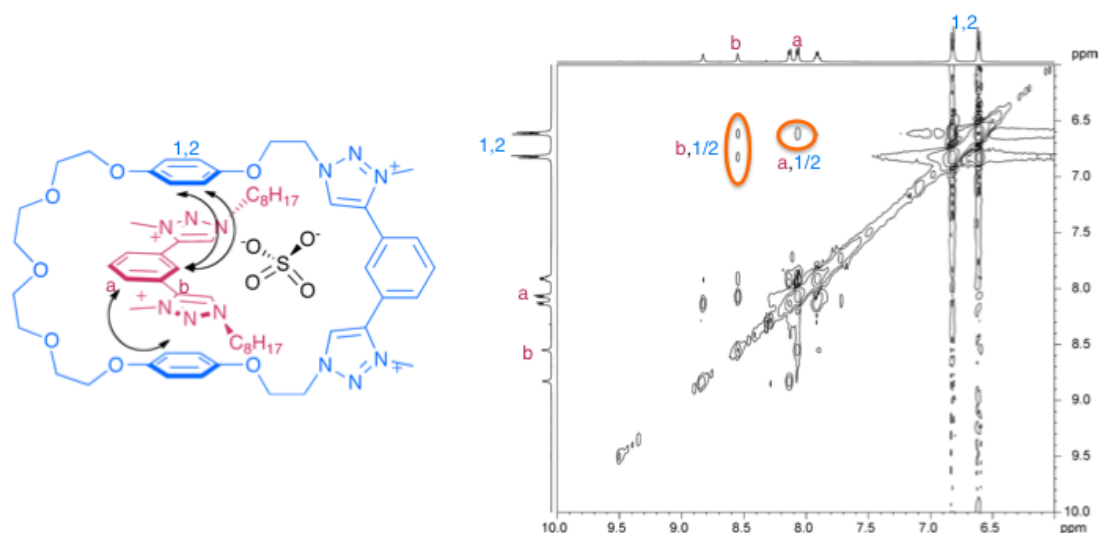 1,2
O
O
O
O
O
O
O
O
O
N
N
N
+
C₈H₁₇
N
N
N
+
⁻O
O⁻
S
O
O
a
b
+
N
N
N
C₈H₁₇
N
N
N
+
b
a
1,2
ppm
1,2
b,1/2
a,1/2
a
b
6.5
7.0
7.5
8.0
8.5
9.0
9.5
10.0
10.0 9.5 9.0 8.5 8.0 7.5 7.0 6.5 ppm